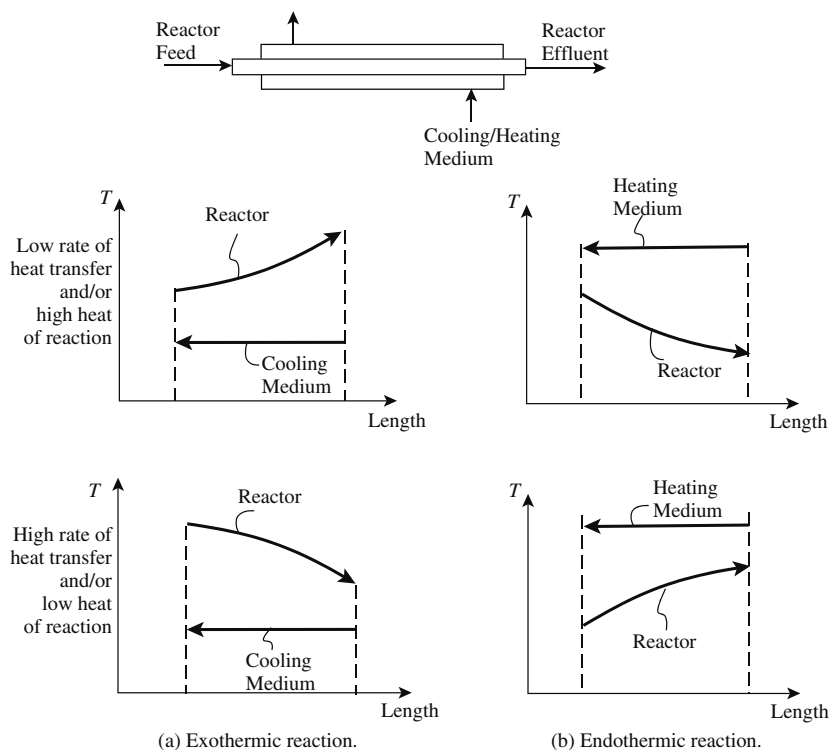 Reactor
Feed
Reactor
Effluent
Cooling/Heating
Medium
T
Reactor
Low rate of
heat transfer
and/or
high heat
of reaction
Cooling
Medium
Length
T
Heating
Medium
Reactor
Length
T
Reactor
High rate of
heat transfer
and/or
low heat
of reaction
Cooling
Medium
Length
T
Heating
Medium
Reactor
Length
(a) Exothermic reaction.
(b) Endothermic reaction.